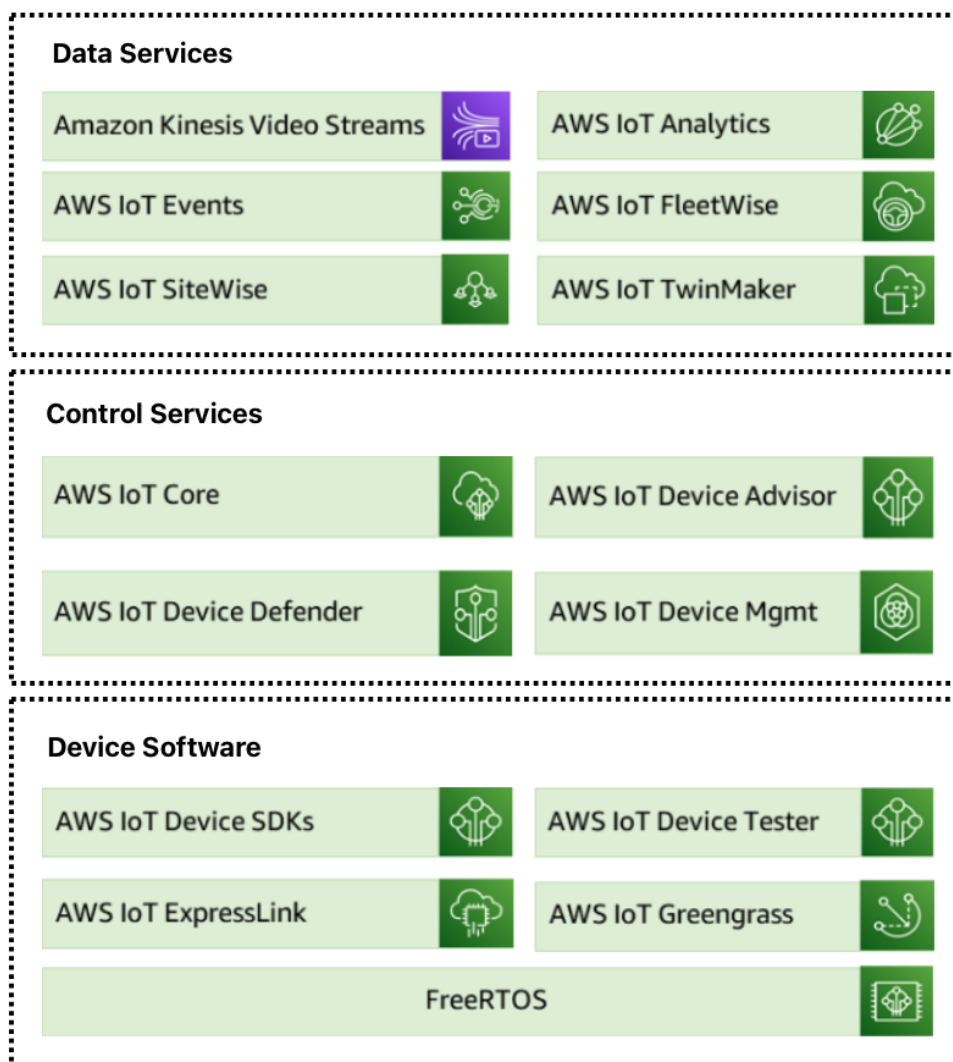 Data Services
Amazon Kinesis Video Streams
AWS IoT Analytics
AWS IoT Events
AWS IoT FleetWise
AWS IoT SiteWise
AWS IoT TwinMaker
Control Services
AWS IoT Core
AWS IoT Device Advisor
AWS IoT Device Defender
AWS IoT Device Mgmt
Device Software
AWS IoT Device SDKs
AWS IoT Device Tester
AWS IoT ExpressLink
AWS IoT Greengrass
FreeRTOS